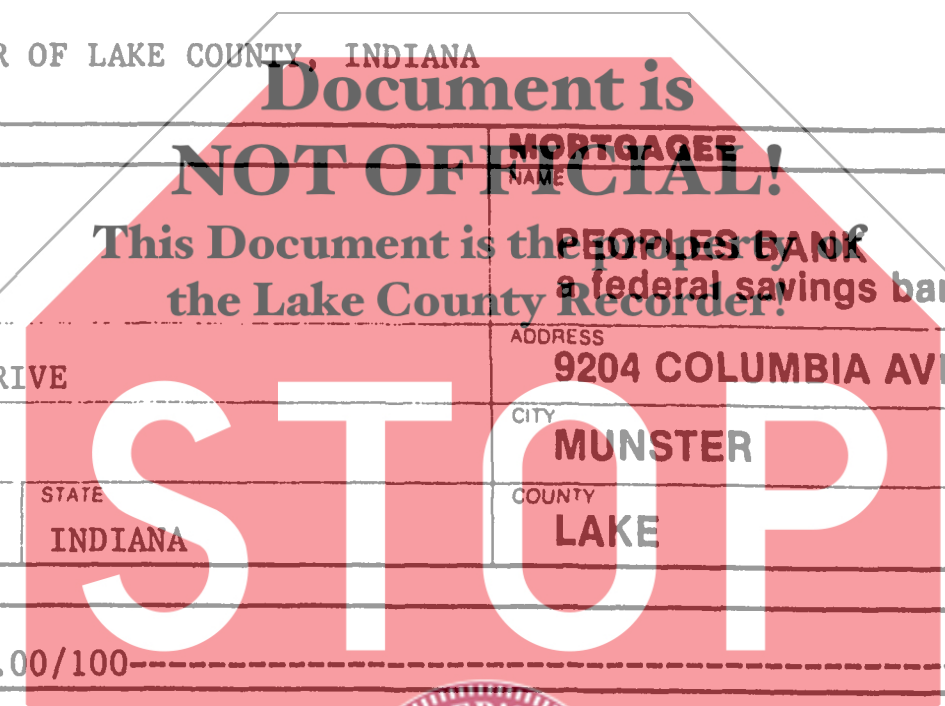 R OF LAKE COUNTY, INDIANA
Document is
NOT OFFICIAL!
This Document is the property of
the Lake County Recorder!
MORTGAGEE
NAME
PEOPLES BANK
a federal savings ba
ADDRESS
RIVE
9204 COLUMBIA AV
CITY
MUNSTER
STATE
INDIANA
COUNTY
LAKE
STOP
.00/100